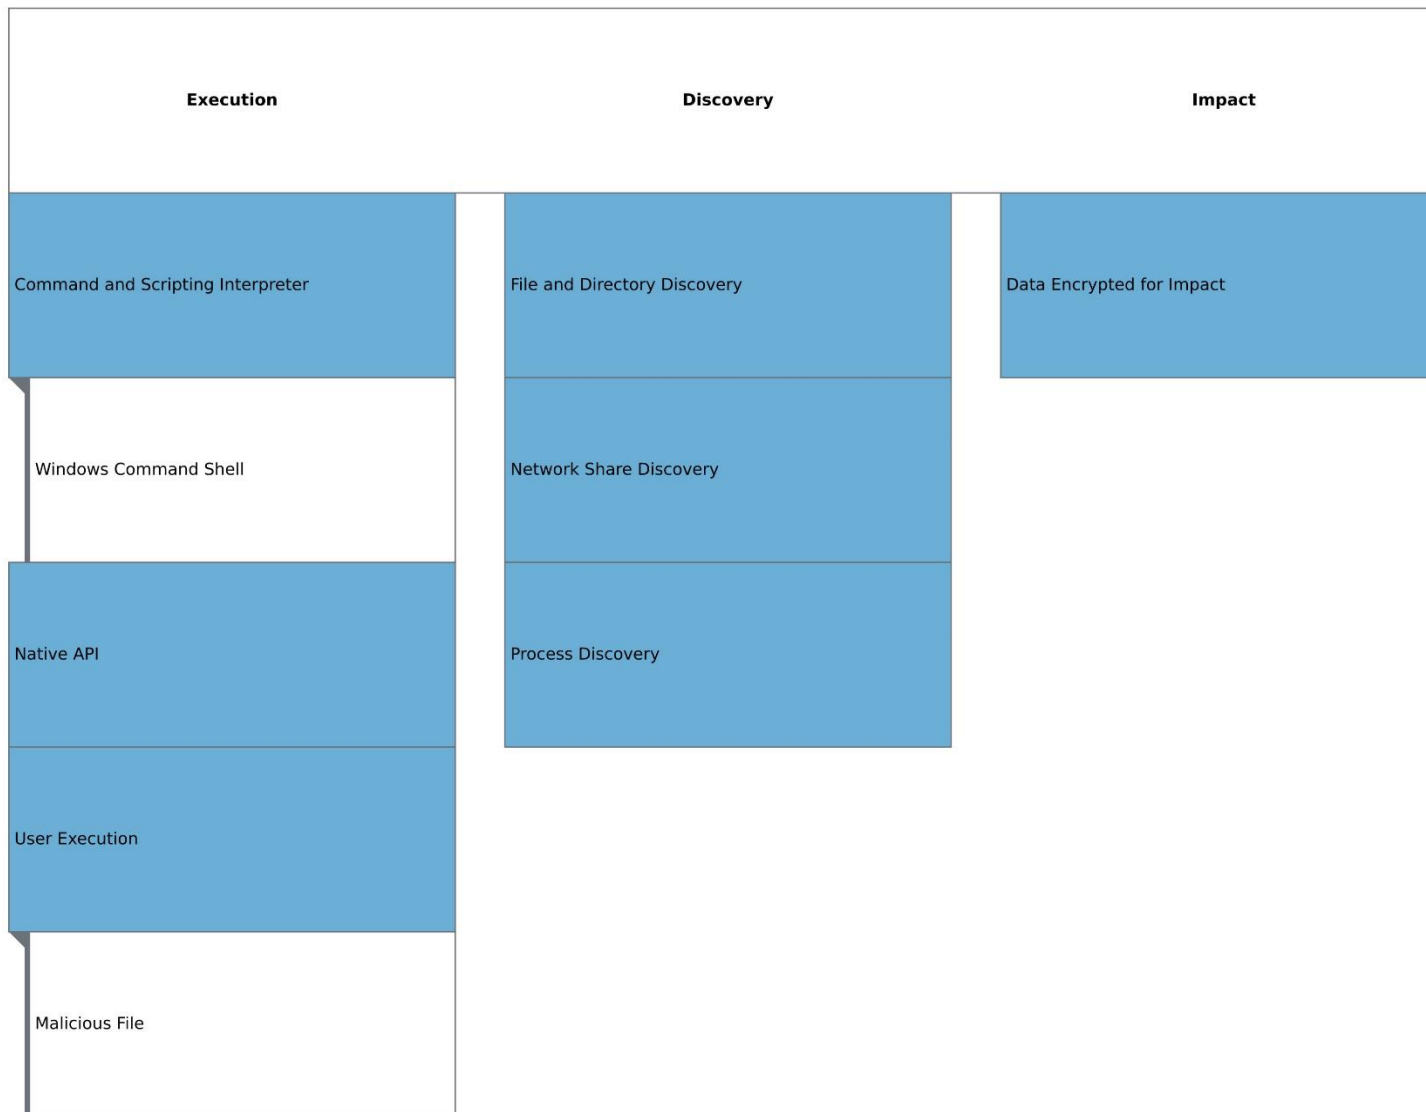 Execution
Discovery
Impact
Command and Scripting Interpreter
File and Directory Discovery
Data Encrypted for Impact
Windows Command Shell
Network Share Discovery
Native API
Process Discovery
User Execution
Malicious File